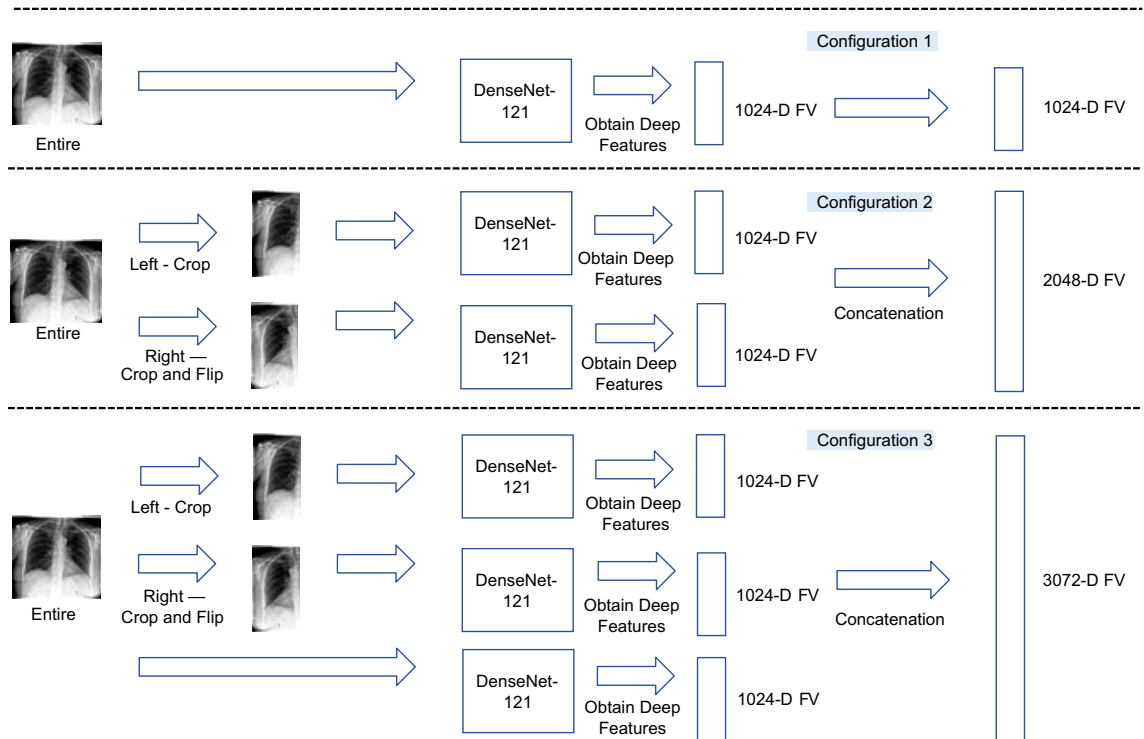 Configuration 1
Entire
DenseNet-
121
Obtain Deep
Features
1024-D FV
1024-D FV
Configuration 2
Entire
Left - Crop
Right —
Crop and Flip
DenseNet-
121
Obtain Deep
Features
1024-D FV
DenseNet-
121
Obtain Deep
Features
1024-D FV
Concatenation
2048-D FV
Configuration 3
Entire
Left - Crop
Right —
Crop and Flip
DenseNet-
121
Obtain Deep
Features
1024-D FV
DenseNet-
121
Obtain Deep
Features
1024-D FV
DenseNet-
121
Obtain Deep
Features
1024-D FV
Concatenation
3072-D FV